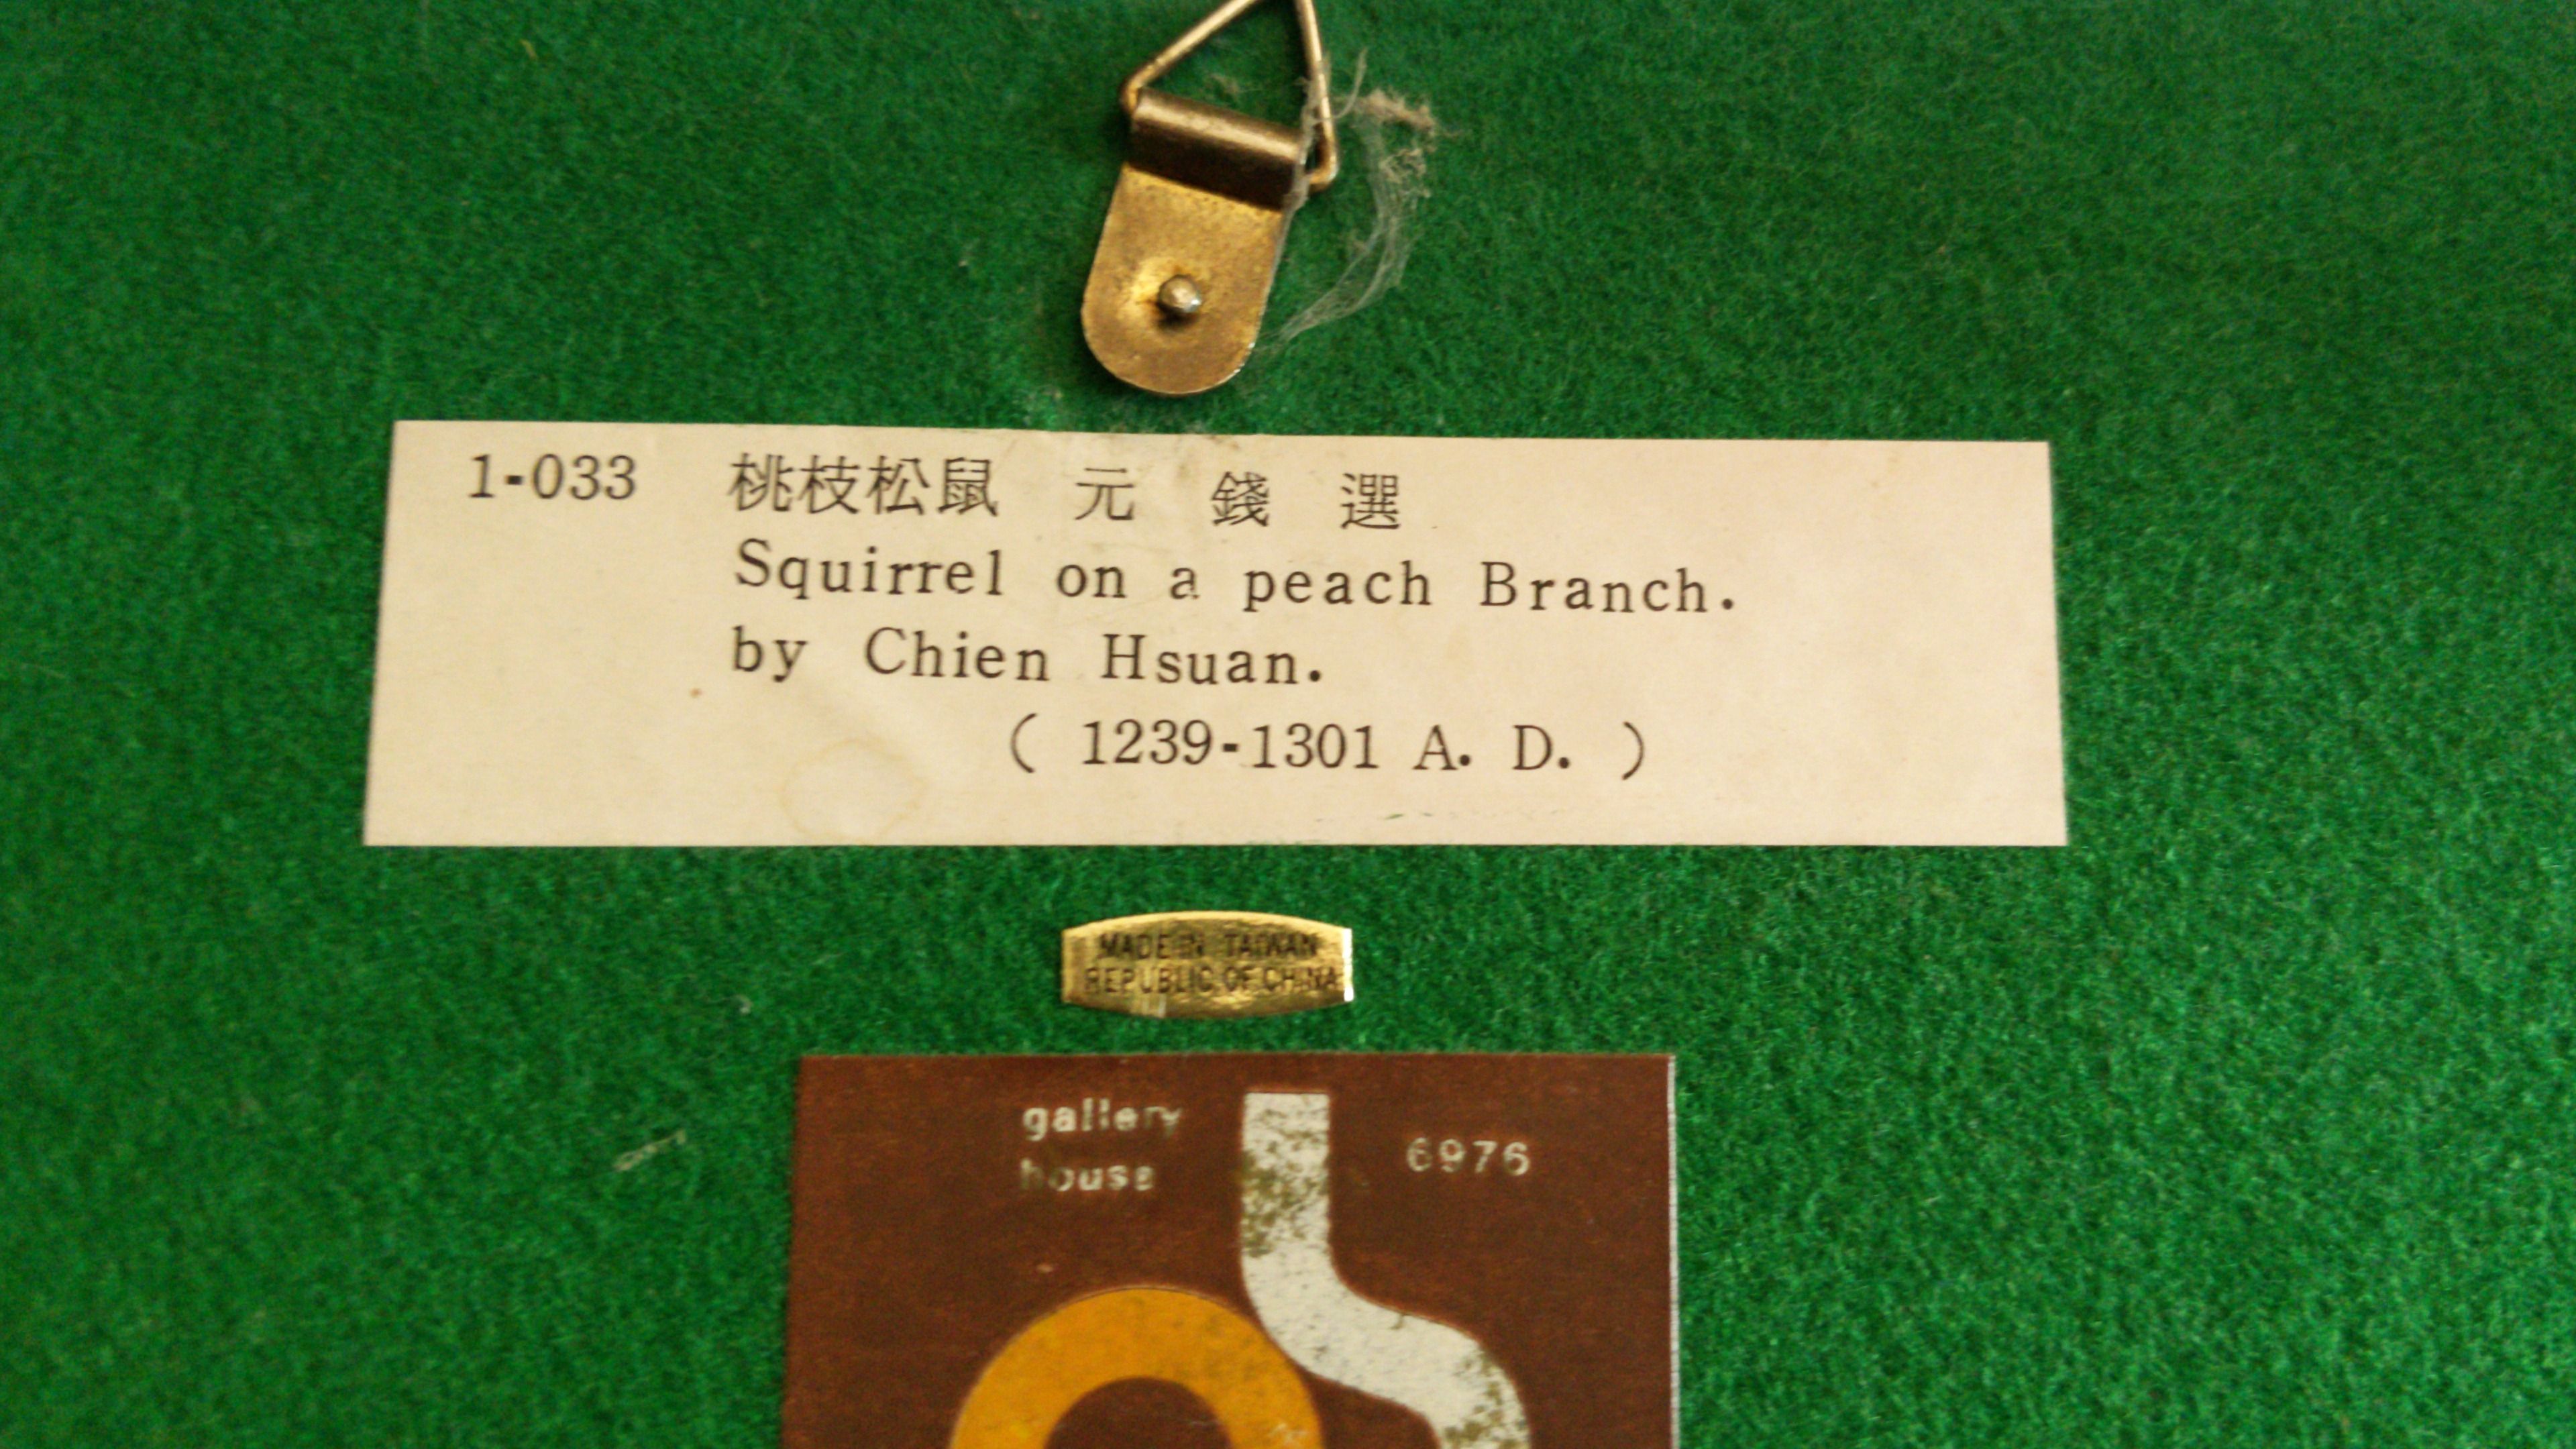 1-033 桃枝松鼠 元 錢 選
Squirrel on a peach Branch.
by Chien Hsuan.
( 1239-1301 A. D. )
MADE IN TAIWAN
REPUBLIC OF CHINA
gallery
house
6976